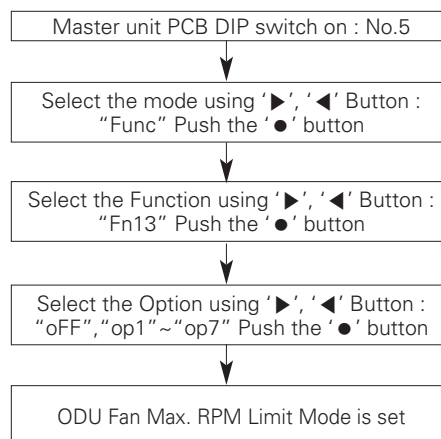 Master unit PCB DIP switch on : No.5
Select the mode using ‘▶’, ‘◀’ Button :
“Func” Push the ‘●’ button
Select the Function using ‘▶’, ‘◀’ Button :
“Fn13” Push the ‘●’ button
Select the Option using ‘▶’, ‘◀’ Button :
“oFF”,“op1”~“op7” Push the ‘●’ button
ODU Fan Max. RPM Limit Mode is set